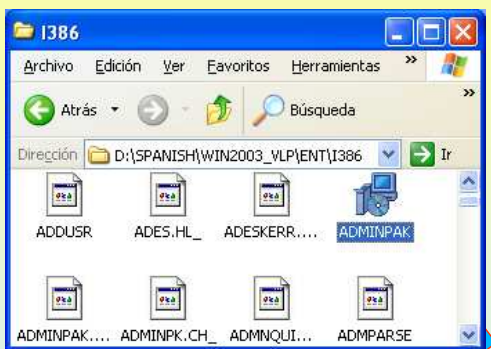 I386
Archivo Edición Ver Favoritos Herramientas »
Atrás Búsqueda »
Dirección D:\SPANISH\WIN2003_VLP\ENT\I386 Ir
ADDUSR ADES.HL_ ADESKERR.... ADMINPAK
ADMINPAK.... ADMINPK.CH_ ADMNQUI... ADMPARSE